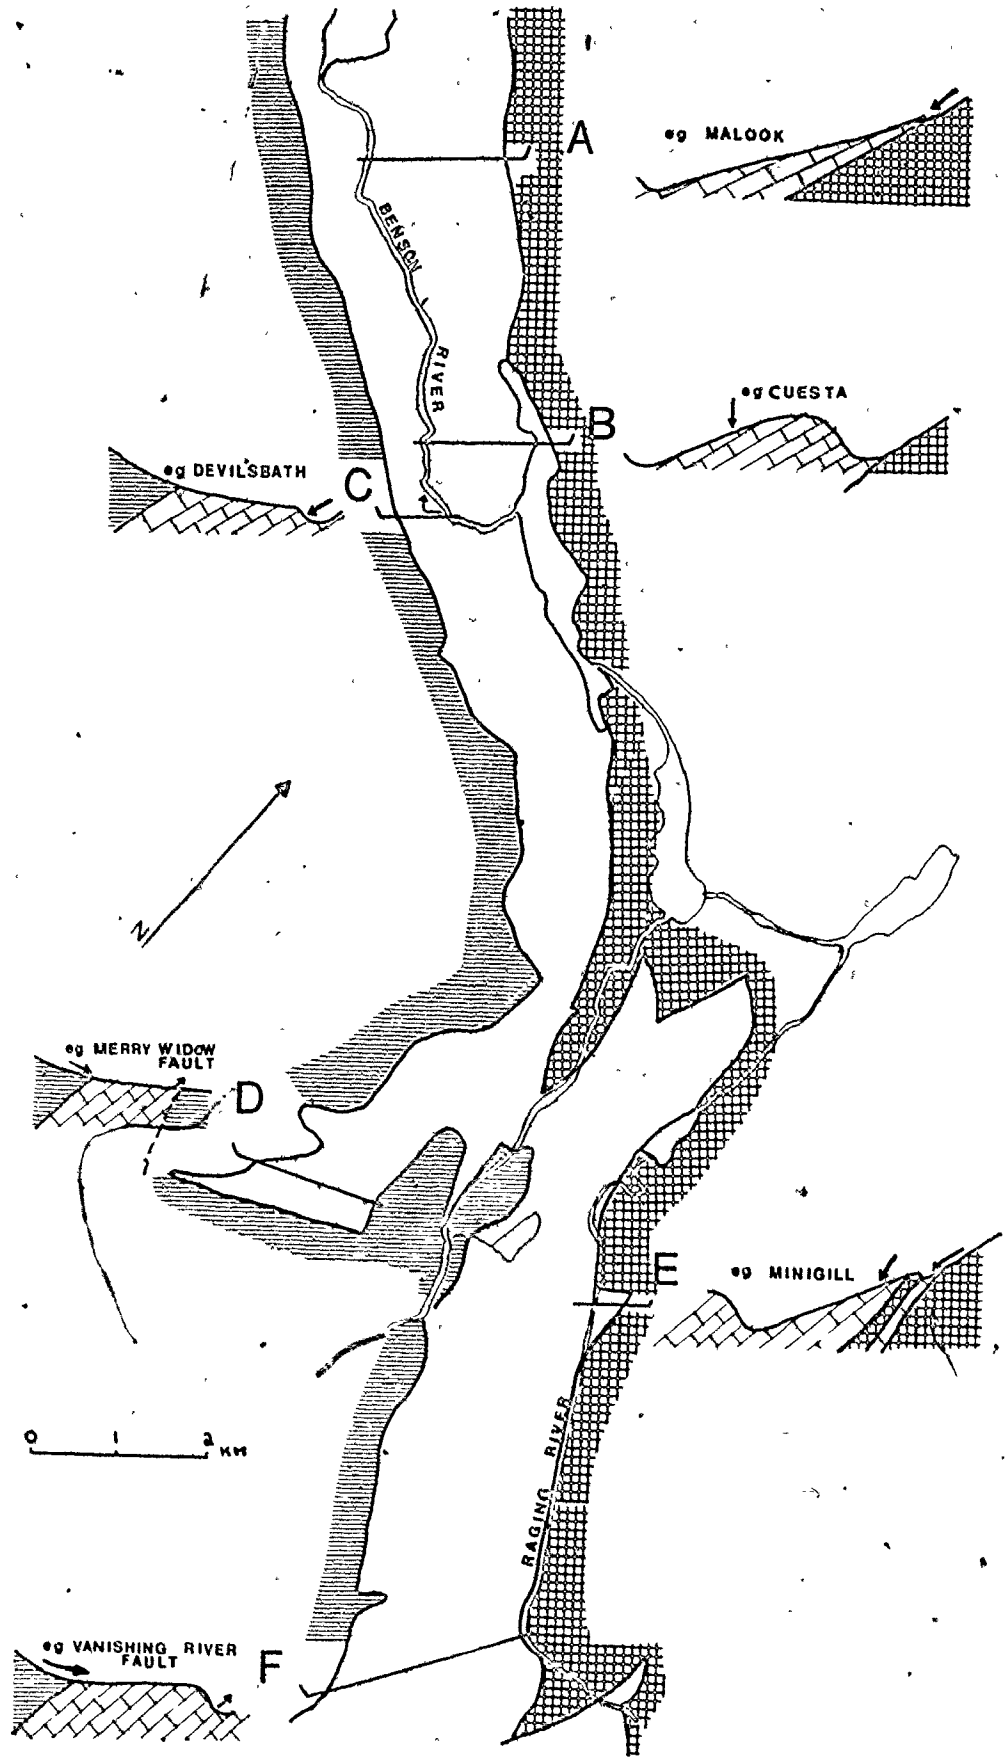 A
eg MALOOK
BENSON
RIVER
eg CUESTA
B
eg DEVILSBATH
C
N
eg MERRY WIDOW
FAULT
D
E
eg MINIGILL
0 1 2 KM
RAGING RIVER
eg VANISHING RIVER
FAULT
F